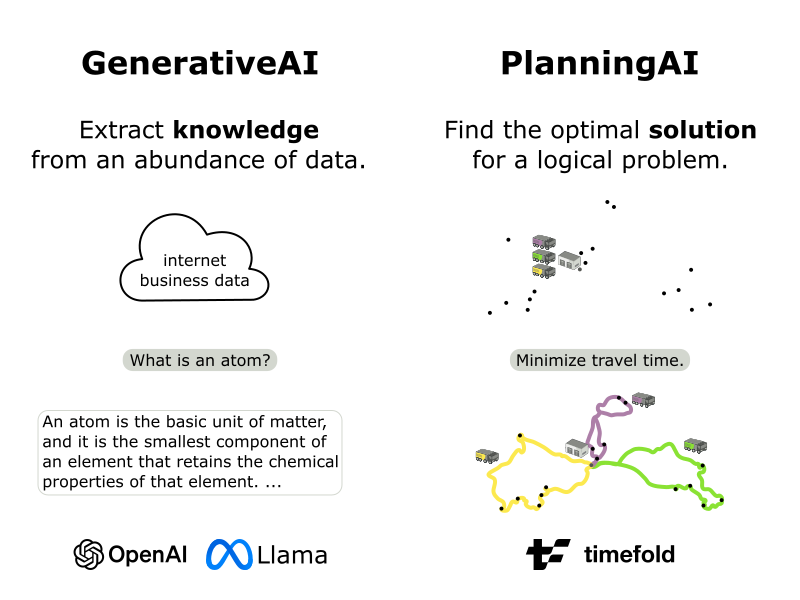 GenerativeAI
Extract knowledge
from an abundance of data.
internet
business data
What is an atom?
An atom is the basic unit of matter,
and it is the smallest component of
an element that retains the chemical
properties of that element. ...
OpenAI
Llama
PlanningAI
Find the optimal solution
for a logical problem.
Minimize travel time.
timefold